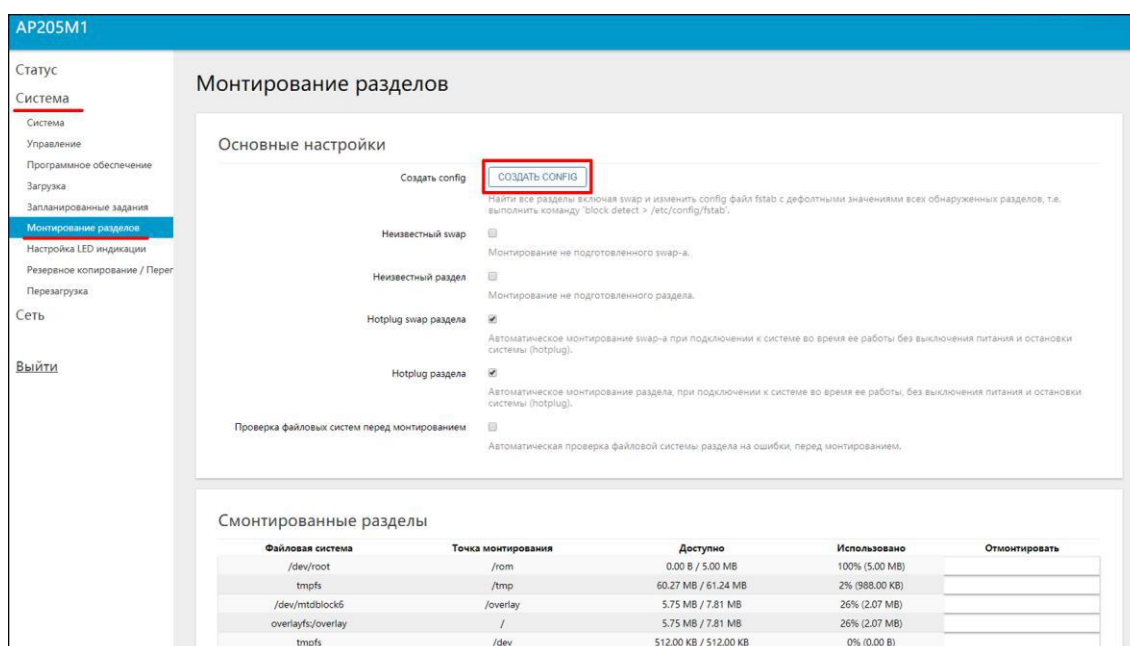 AP205M1
Статус
Система
Система
Управление
Программное обеспечение
Загрузка
Запланированные задания
Монтирование разделов
Настройка LED индикации
Резервное копирование / Перег
Перезагрузка
Сеть
Выйти
Монтирование разделов
Основные настройки
Создать config СОЗДАТЬ CONFIG
Найти все разделы включая swap и изменить config файл fstab с дефолтными значениями всех обнаруженных разделов, т.е.
выполнить команду 'block detect > /etc/config/fstab'.
Неизвестный swap
Монтирование не подготовленного swap-а.
Неизвестный раздел
Монтирование не подготовленного раздела.
Hotplug swap раздела
Автоматическое монтирование swap-а при подключении к системе во время ее работы без выключения питания и остановки
системы (hotplug).
Hotplug раздела
Автоматическое монтирование раздела, при подключении к системе во время ее работы, без выключения питания и остановки
системы (hotplug).
Проверка файловых систем перед монтированием
Автоматическая проверка файловой системы раздела на ошибки, перед монтированием.
Смонтированные разделы
Файловая система Точка монтирования Доступно Использовано Отмонтировать
/dev/root /rom 0.00 B / 5.00 MB 100% (5.00 MB)
tmpfs /tmp 60.27 MB / 61.24 MB 2% (988.00 KB)
/dev/mtdblock6 /overlay 5.75 MB / 7.81 MB 26% (2.07 MB)
overlayfs:/overlay / 5.75 MB / 7.81 MB 26% (2.07 MB)
tmpfs /dev 512.00 KB / 512.00 KB 0% (0.00 B)